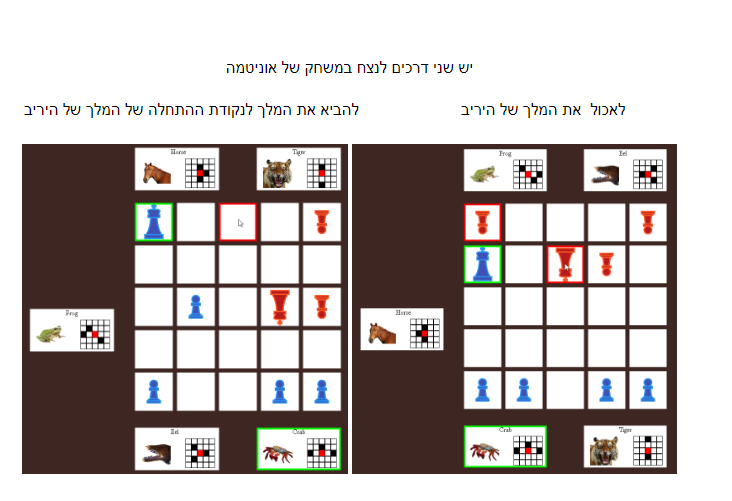 יש שני דרכים לנצח במשחק של אוניטמה
לאכול את המלך של היריב
להביא את המלך לנקודת ההתחלה של המלך של היריב
Horse Tiger
Frog Eel
Frog
Horse
Eel Crab
Crab Tiger